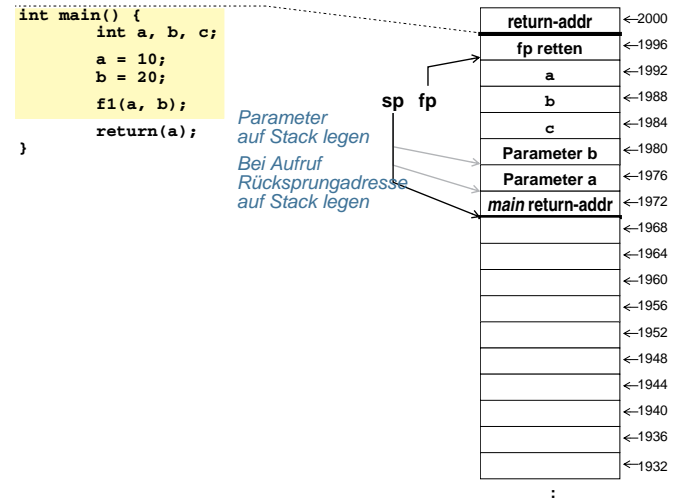 int main() {
int a, b, c;
a = 10;
b = 20;
f1(a, b);
return(a);
}
sp fp
Parameter
auf Stack legen
Bei Aufruf
Rücksprungadresse
auf Stack legen
return-addr
2000
fp retten
1996
a
1992
b
1988
c
1984
Parameter b
1980
Parameter a
1976
main return-addr
1972
1968
1964
1960
1956
1952
1948
1944
1940
1936
1932
: